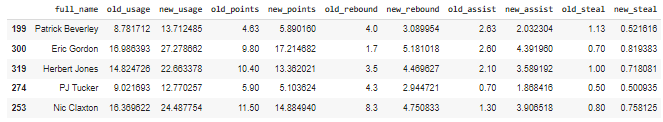 full_name old_usage new_usage old_points new_points old_rebound new_rebound old_assist new_assist old_steal new_steal
199 Patrick Beverley 8.781712 13.712485 4.63 5.890160 4.0 3.089954 2.63 2.032304 1.13 0.521616
300 Eric Gordon 16.986393 27.278662 9.80 17.214682 1.7 5.181018 2.60 4.391960 0.70 0.819383
319 Herbert Jones 14.824726 22.663378 10.40 13.362021 3.5 4.469627 2.10 3.589192 1.00 0.718081
274 PJ Tucker 9.021693 12.770257 5.90 5.103624 4.3 2.944721 0.70 1.868416 0.50 0.500935
253 Nic Claxton 16.369622 24.487754 11.50 14.884940 8.3 4.750833 1.30 3.906518 0.80 0.758125